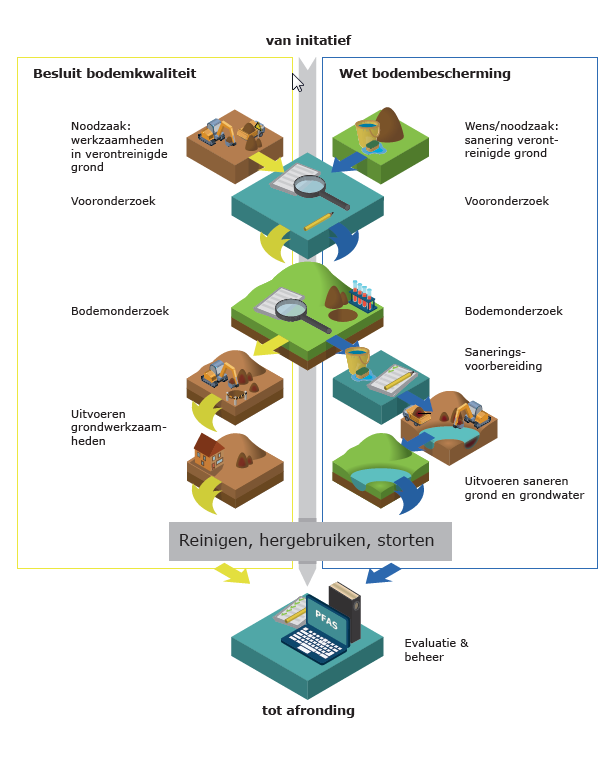 van initatief
Besluit bodemkwaliteit
Noodzaak:
werkzaamheden
in verontreinigde
grond
Vooronderzoek
Bodemonderzoek
Uitvoeren
grondwerkzaam-
heden
Wet bodembescherming
Wens/noodzaak:
sanering veront-
reinigde grond
Vooronderzoek
Bodemonderzoek
Sanerings-
voorbereiding
Uitvoeren saneren
grond en grondwater
Reinigen, hergebruiken, storten
PFAS
Evaluatie &
beheer
tot afronding